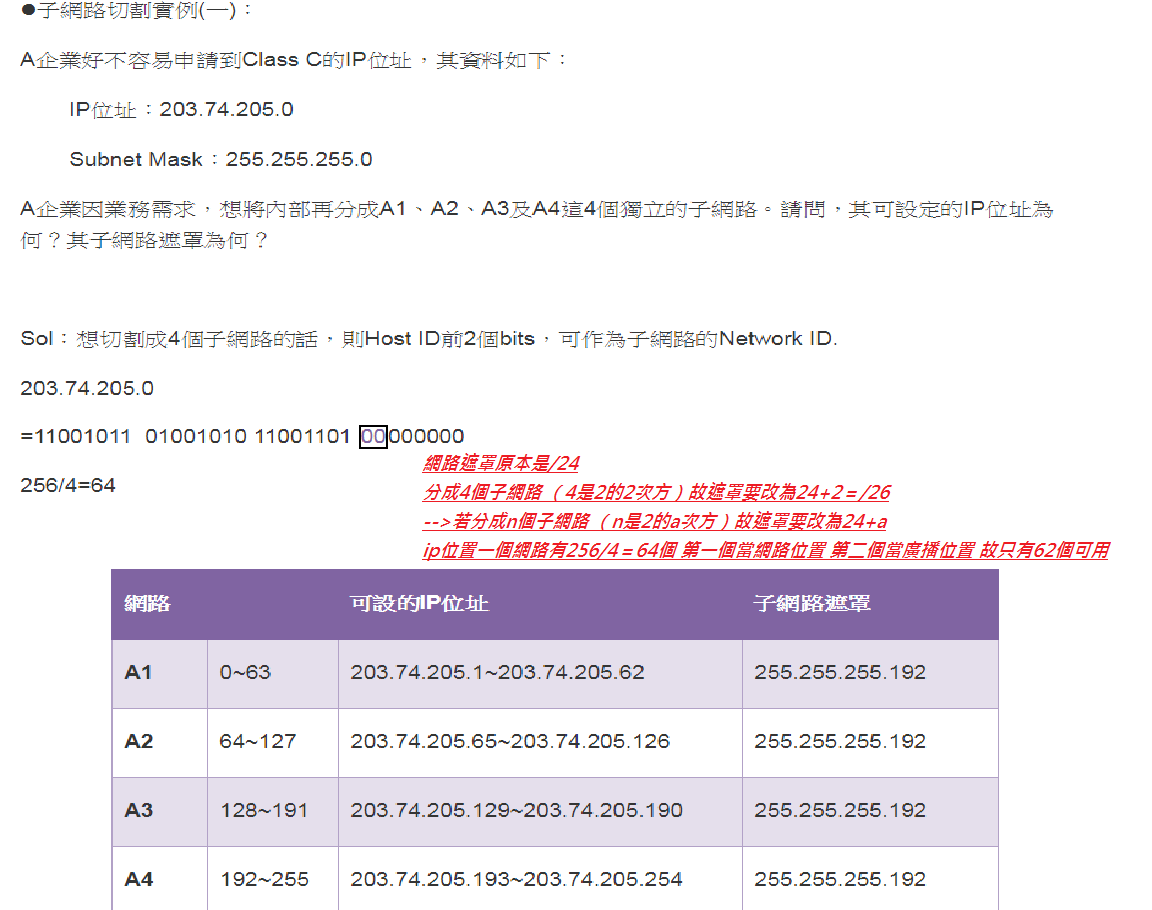 ●子網路切割實例(一)：
A企業好不容易申請到Class C的IP位址，其資料如下：
IP位址：203.74.205.0
Subnet Mask：255.255.255.0
A企業因業務需求，想將內部再分成A1、A2、A3及A4這4個獨立的子網路。請問，其可設定的IP位址為
何？其子網路遮罩為何？
Sol：想切割成4個子網路的話，則Host ID前2個bits，可作為子網路的Network ID.
203.74.205.0
=11001011 01001010 11001101 00000000
256/4=64
網路遮罩原本是/24
分成4個子網路（4是2的2次方）故遮罩要改為24+2＝/26
-->若分成n個子網路（n是2的a次方）故遮罩要改為24+a
ip位置一個網路有256/4＝64個 第一個當網路位置 第二個當廣播位置 故只有62個可用
網路 可設的IP位址 子網路遮罩
A1 0~63 203.74.205.1~203.74.205.62 255.255.255.192
A2 64~127 203.74.205.65~203.74.205.126 255.255.255.192
A3 128~191 203.74.205.129~203.74.205.190 255.255.255.192
A4 192~255 203.74.205.193~203.74.205.254 255.255.255.192